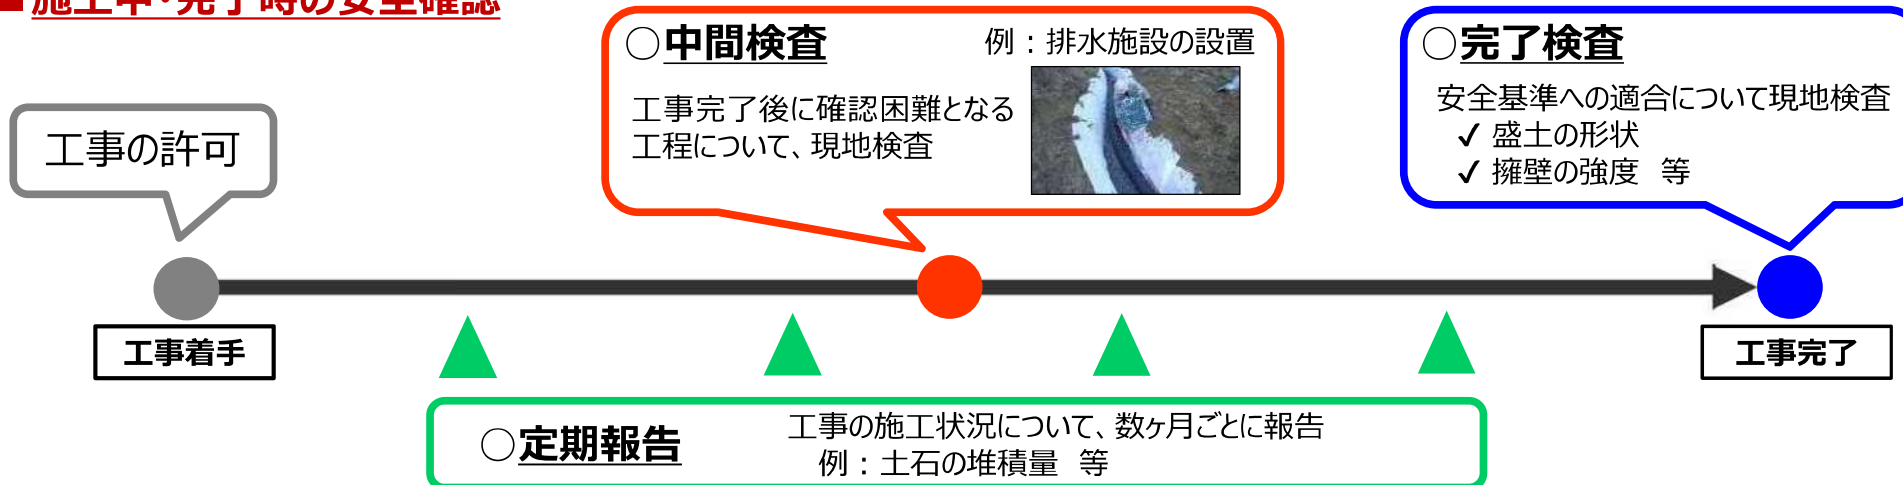 ■施工中・完了時の安全確認
○中間検査 例：排水施設の設置
工事完了後に確認困難となる
工程について、現地検査
○完了検査
安全基準への適合について現地検査
✓ 盛土の形状
✓ 擁壁の強度 等
工事の許可
工事着手
工事完了
○定期報告 工事の施工状況について、数ヶ月ごとに報告
例：土石の堆積量 等